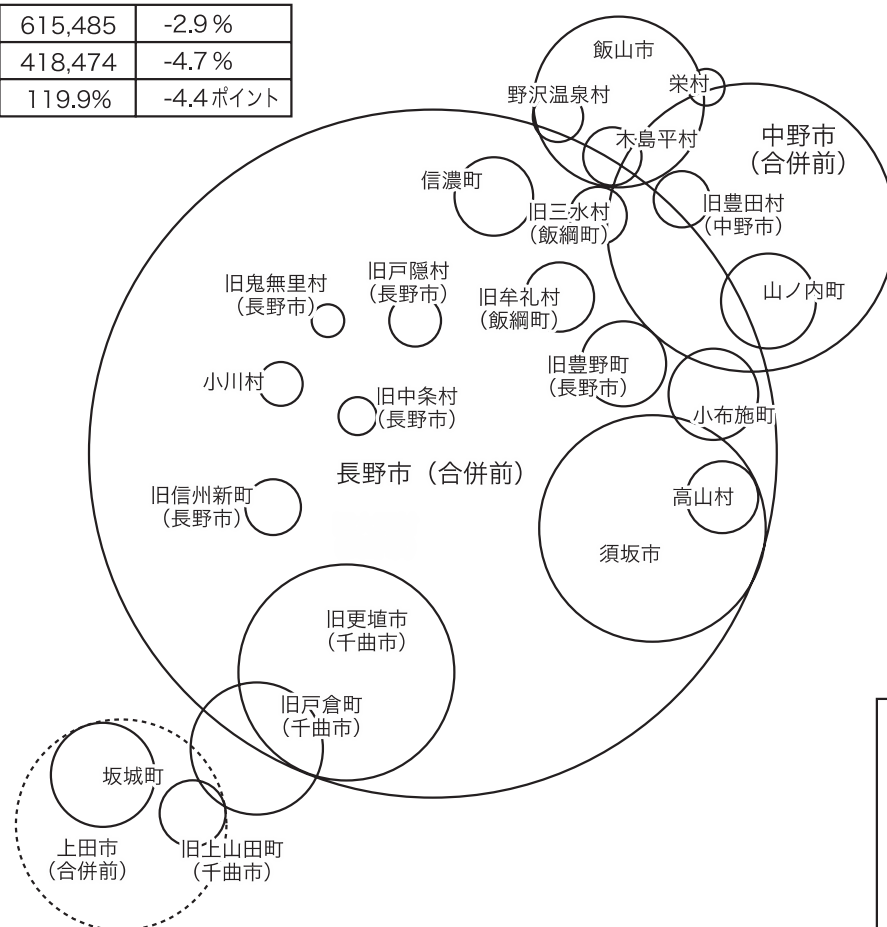 615,485 -2.9%
418,474 -4.7%
119.9% -4.4ポイント
飯山市
栄村
野沢温泉村
木島平村
中野市
(合併前)
信濃町
旧三水村
(飯綱町)
旧豊田村
(中野市)
旧鬼無里村
(長野市)
旧戸隠村
(長野市)
旧牟礼村
(飯綱町)
山ノ内町
小川村
旧中条村
(長野市)
旧豊野町
(長野市)
小布施町
長野市(合併前)
旧信州新町
(長野市)
高山村
須坂市
旧更埴市
(千曲市)
旧戸倉町
(千曲市)
坂城町
上田市
(合併前)
旧上山田町
(千曲市)